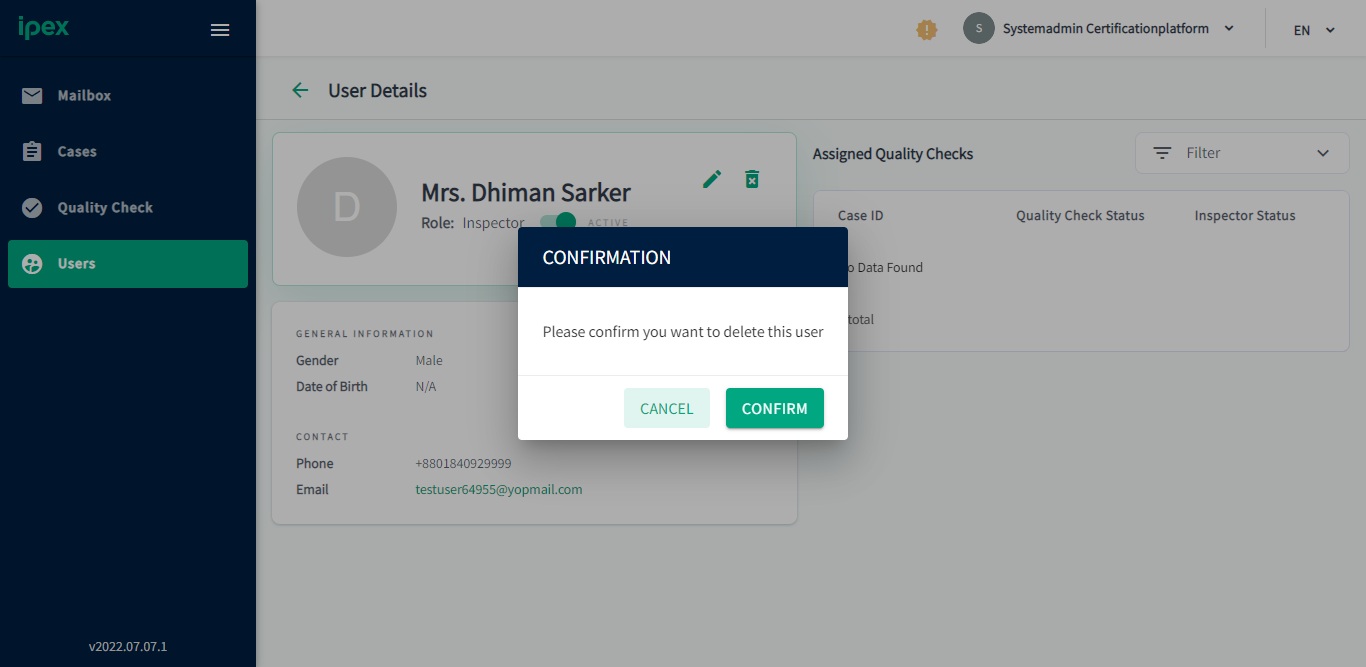 ipex
S
Systemadmin Certificationplatform
EN
Mailbox
Cases
Quality Check
Users
v2022.07.07.1
User Details
D
Mrs. Dhiman Sarker
Role: Inspector
ACTIVE
GENERAL INFORMATION
Gender Male
Date of Birth N/A
CONTACT
Phone +8801840929999
Email testuser64955@yopmail.com
Assigned Quality Checks
Filter
Case ID Quality Check Status Inspector Status
o Data Found
total
CONFIRMATION
Please confirm you want to delete this user
CANCEL CONFIRM